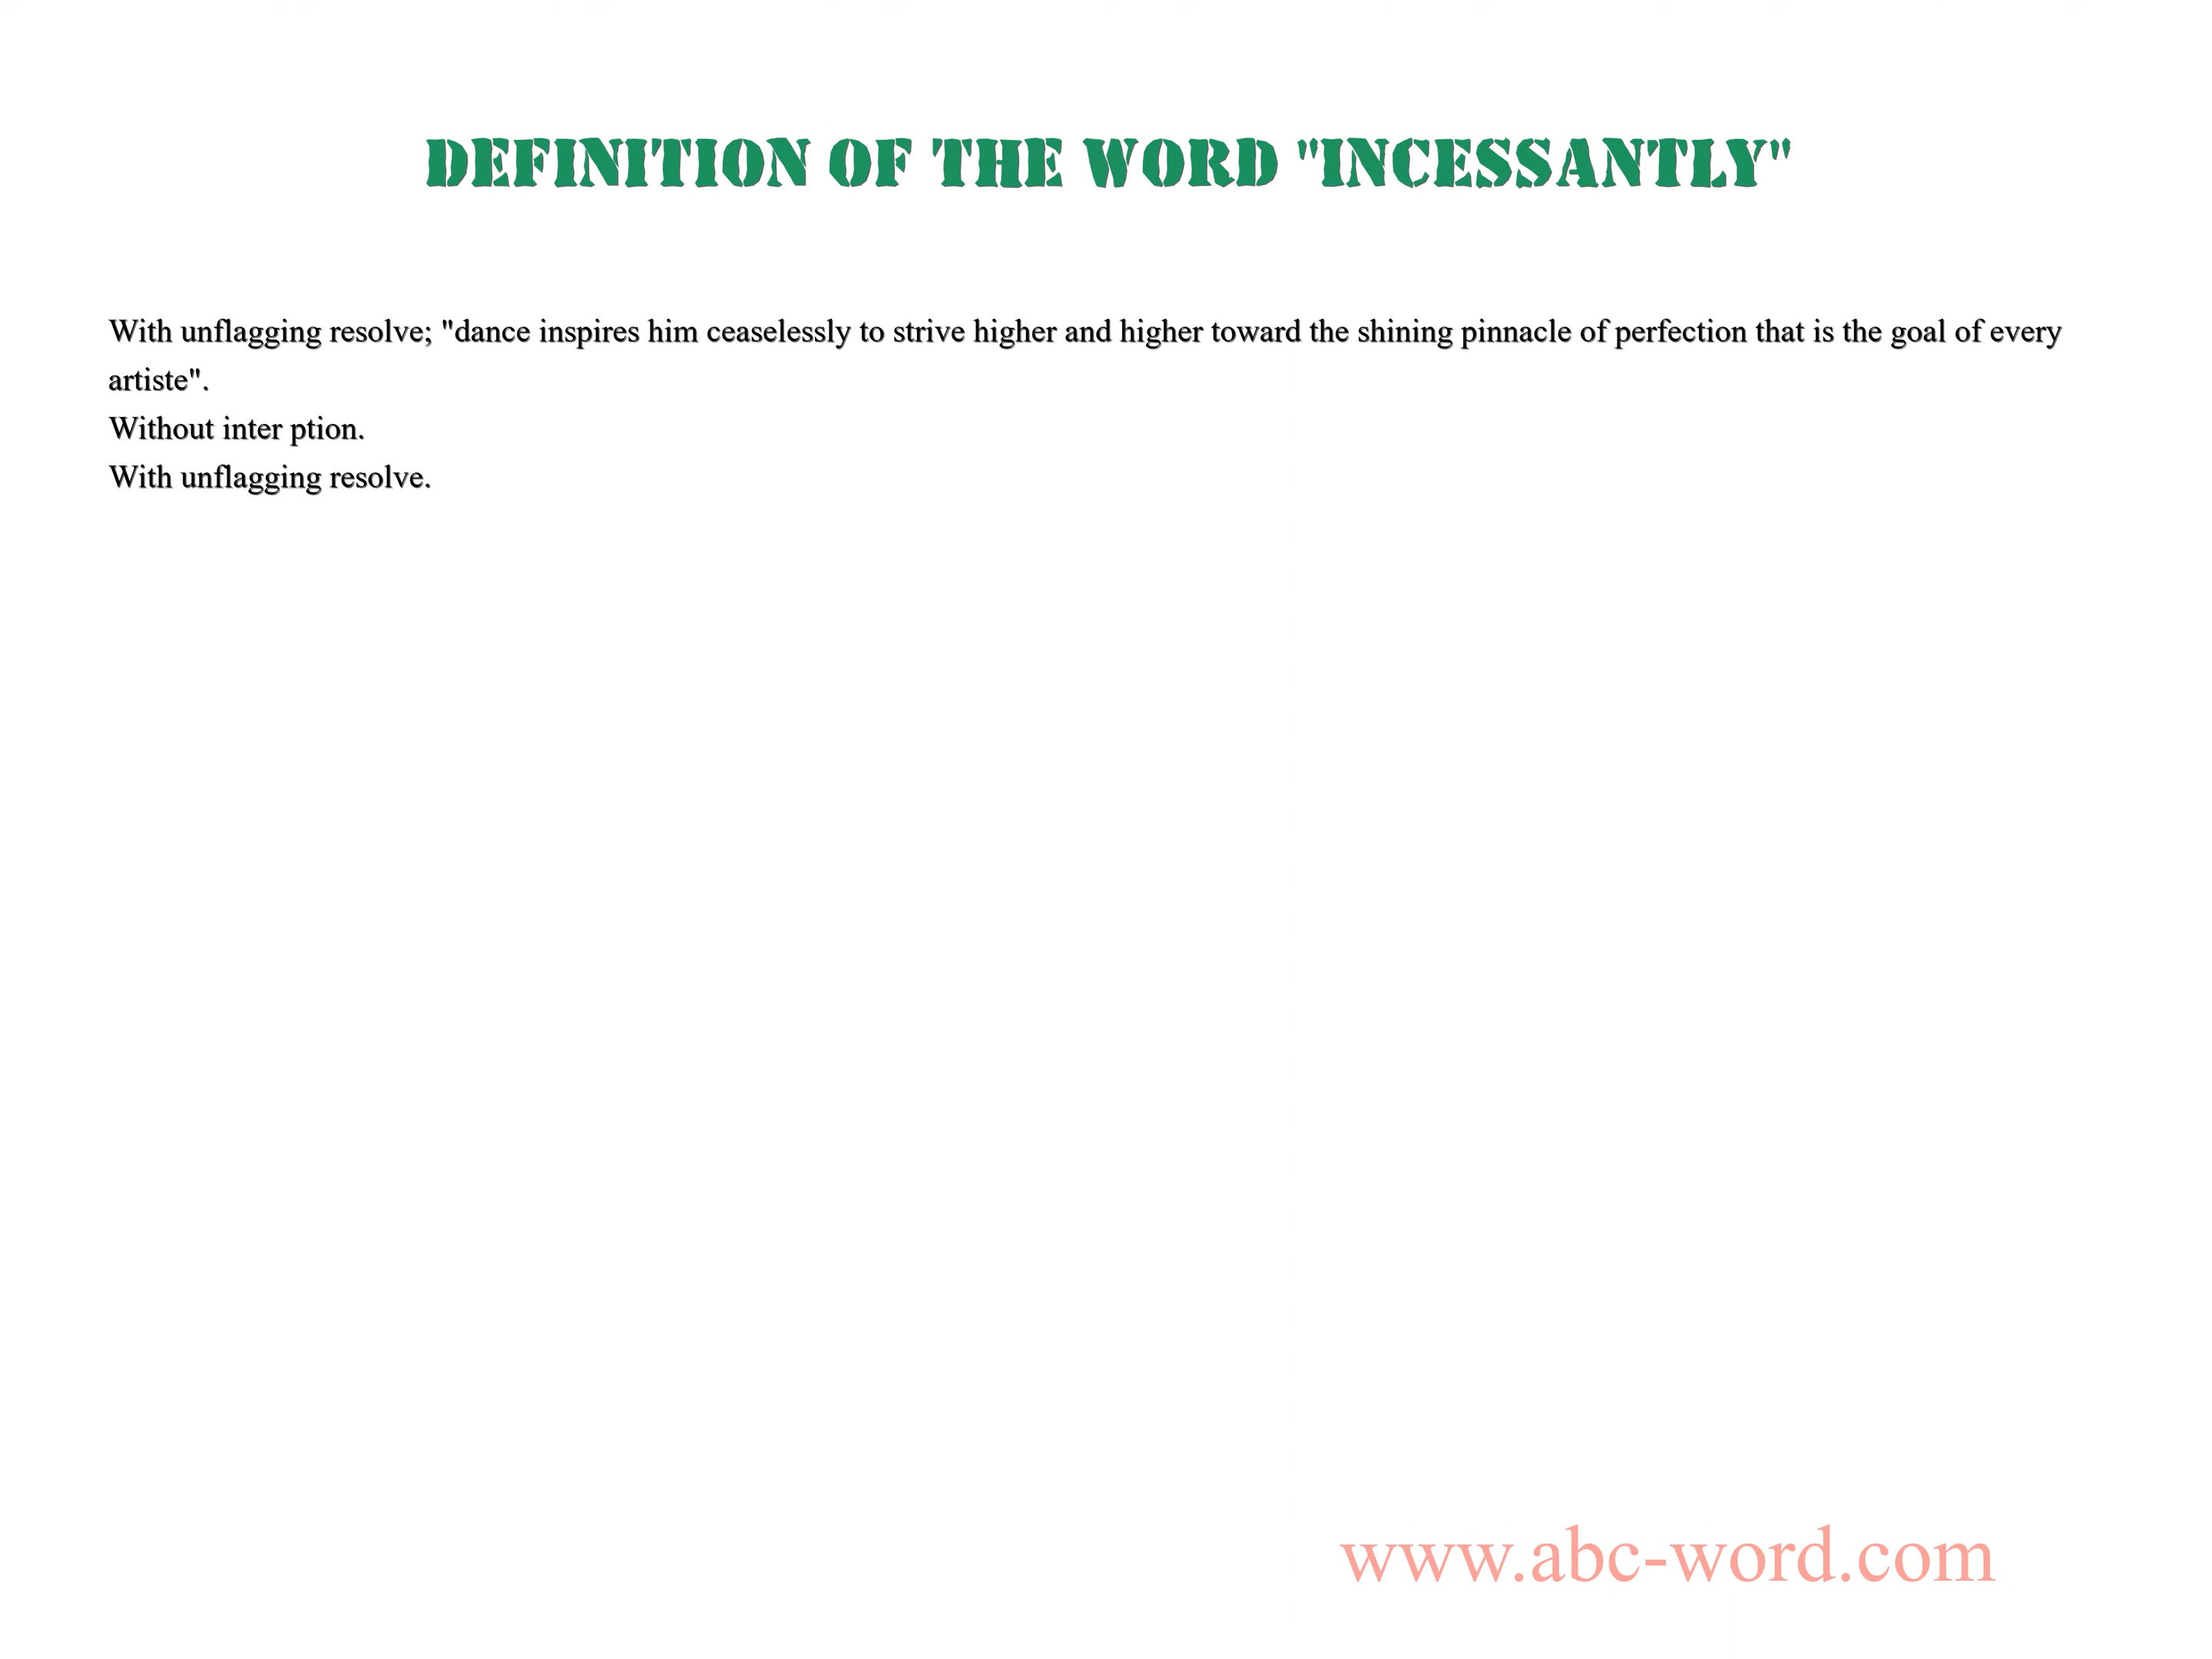 DEFINITION OF THE WORD "INCESSANTLY"
With unflagging resolve; "dance inspires him ceaselessly to strive higher and higher toward the shining pinnacle of perfection that is the goal of every
artiste".
Without inter ption.
With unflagging resolve.
www.abc-word.com